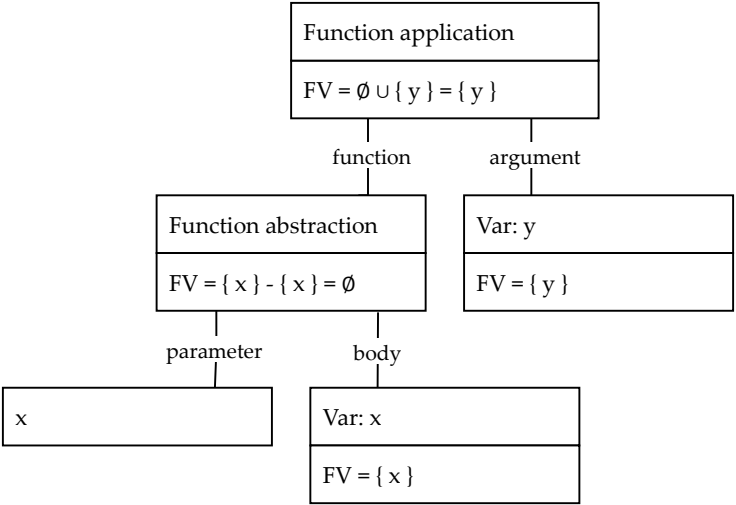 Function application
FV = ∅ ∪ { y } = { y }
function
argument
Function abstraction
FV = { x } - { x } = ∅
Var: y
FV = { y }
parameter
body
x
Var: x
FV = { x }